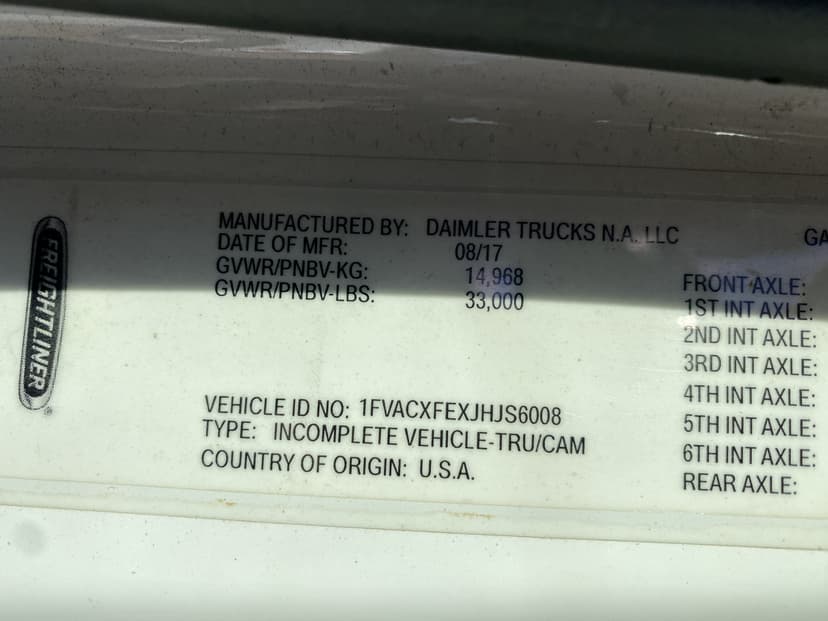 FREIGHTLINER
MANUFACTURED BY: DAIMLER TRUCKS N.A. LLC
DATE OF MFR: 08/17
GVWR/PNBV-KG: 14,968
GVWR/PNBV-LBS: 33,000
VEHICLE ID NO: 1FVACXFEXJHJS6008
TYPE: INCOMPLETE VEHICLE-TRU/CAM
COUNTRY OF ORIGIN: U.S.A.
GA
FRONT AXLE:
1ST INT AXLE:
2ND INT AXLE:
3RD INT AXLE:
4TH INT AXLE:
5TH INT AXLE:
6TH INT AXLE:
REAR AXLE: